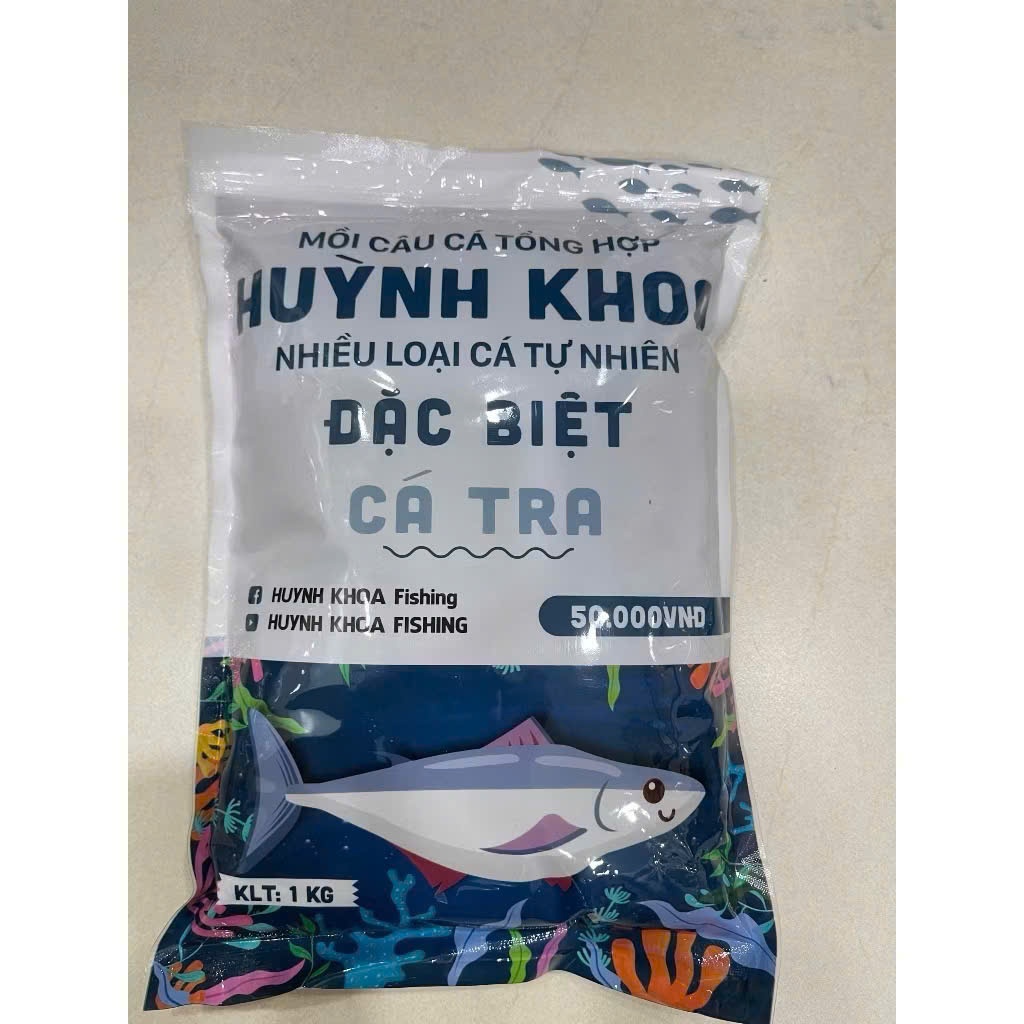 MỒI CÂU CÁ TỔNG HỢP
HUỲNH KHOA
NHIỀU LOẠI CÁ TỰ NHIÊN
ĐẶC BIỆT
CÁ TRA
HUYNH KHOA Fishing
HUYNH KHOA FISHING
50.000VNĐ
KLT: 1 KG